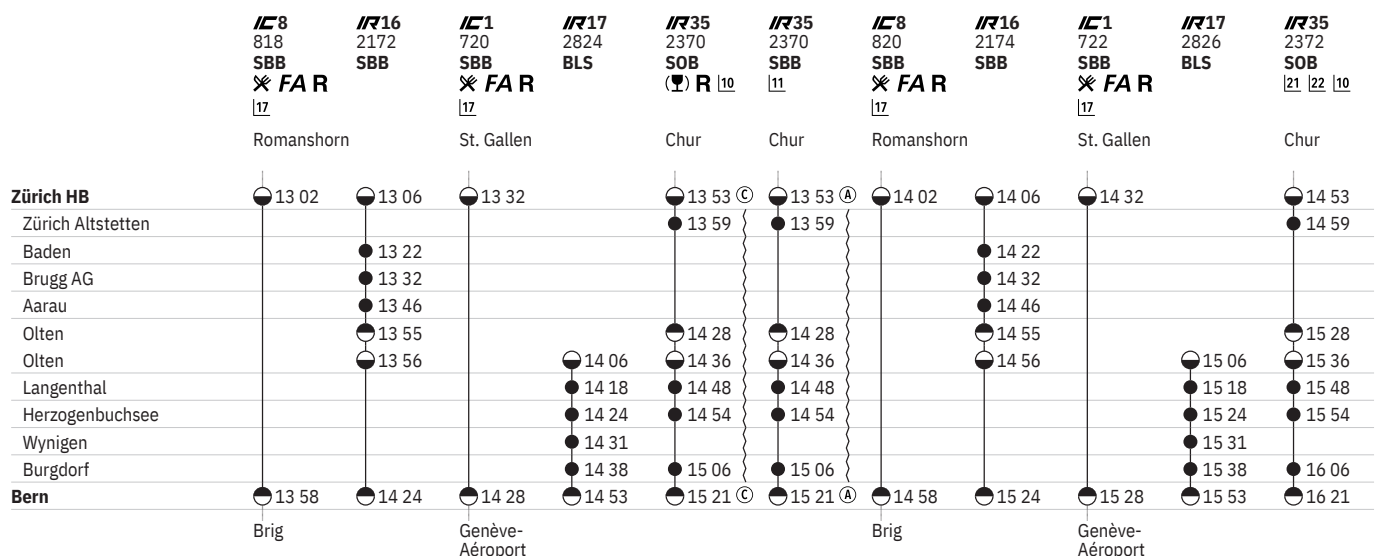 IC8 IR16 IC1 IR17 IR35 IR35 IC8 IR16 IC1 IR17 IR35
818 2172 720 2824 2370 2370 820 2174 722 2826 2372
SBB SBB SBB BLS SOB SBB SBB SBB SBB BLS SOB
FA R FA R R 10 11 FA R FA R 21 22 10
17 17 17 17
Romanshorn St. Gallen Chur Chur Romanshorn St. Gallen Chur
Zürich HB 13 02 13 06 13 32 13 53 C 13 53 A 14 02 14 06 14 32 14 53
Zürich Altstetten 13 59 13 59 14 59
Baden 13 22 14 22
Brugg AG 13 32 14 32
Aarau 13 46 14 46
Olten 13 55 14 28 14 28 14 55 15 28
Olten 13 56 14 06 14 36 14 36 14 56 15 06 15 36
Langenthal 14 18 14 48 14 48 15 18 15 48
Herzogenbuchsee 14 24 14 54 14 54 15 24 15 54
Wynigen 14 31 15 31
Burgdorf 14 38 15 06 15 06 15 38 16 06
Bern 13 58 14 24 14 28 14 53 15 21 C 15 21 A 14 58 15 24 15 28 15 53 16 21
Brig Genève- Brig Genève-
Aéroport Aéroport